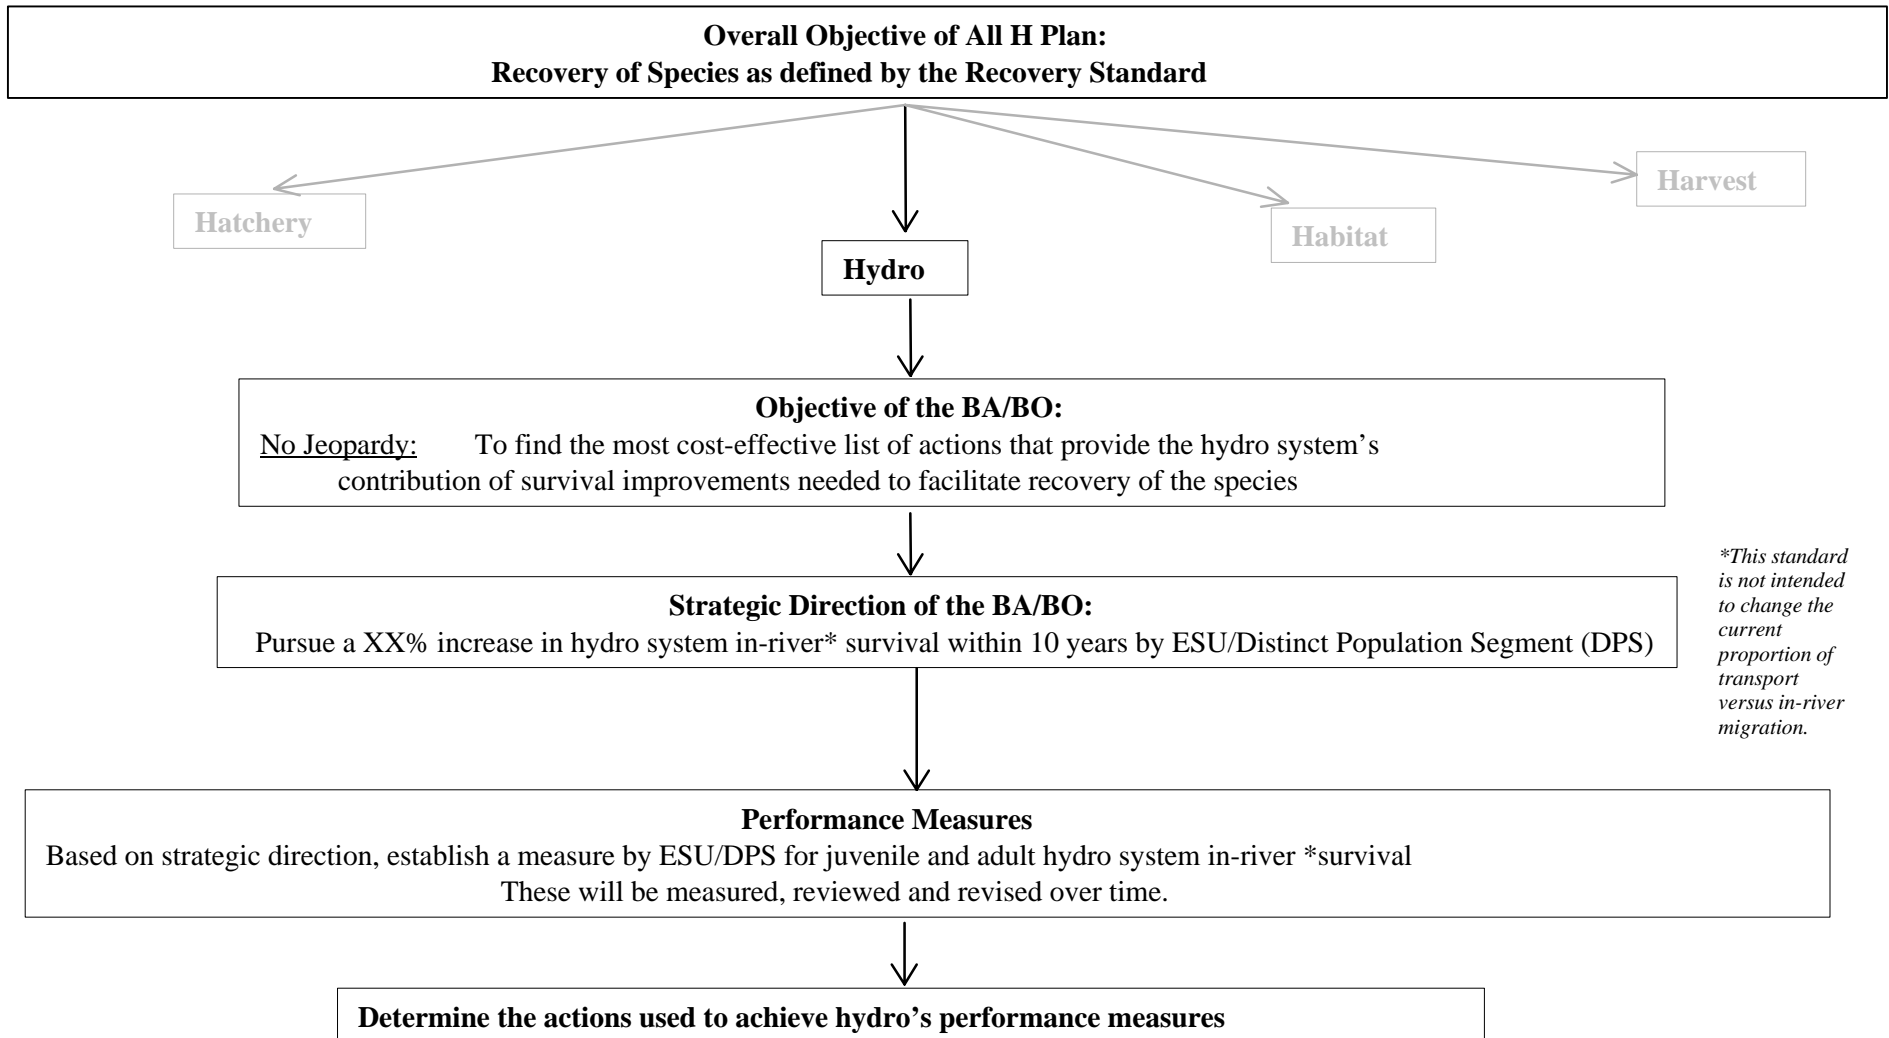 Overall Objective of All H Plan:
Recovery of Species as defined by the Recovery Standard
Hatchery
Hydro
Habitat
Harvest
Objective of the BA/BO:
No Jeopardy: To find the most cost-effective list of actions that provide the hydro system’s
contribution of survival improvements needed to facilitate recovery of the species
Strategic Direction of the BA/BO:
Pursue a XX% increase in hydro system in-river* survival within 10 years by ESU/Distinct Population Segment (DPS)
*This standard
is not intended
to change the
current
proportion of
transport
versus in-river
migration.
Performance Measures
Based on strategic direction, establish a measure by ESU/DPS for juvenile and adult hydro system in-river *survival
These will be measured, reviewed and revised over time.
Determine the actions used to achieve hydro’s performance measures